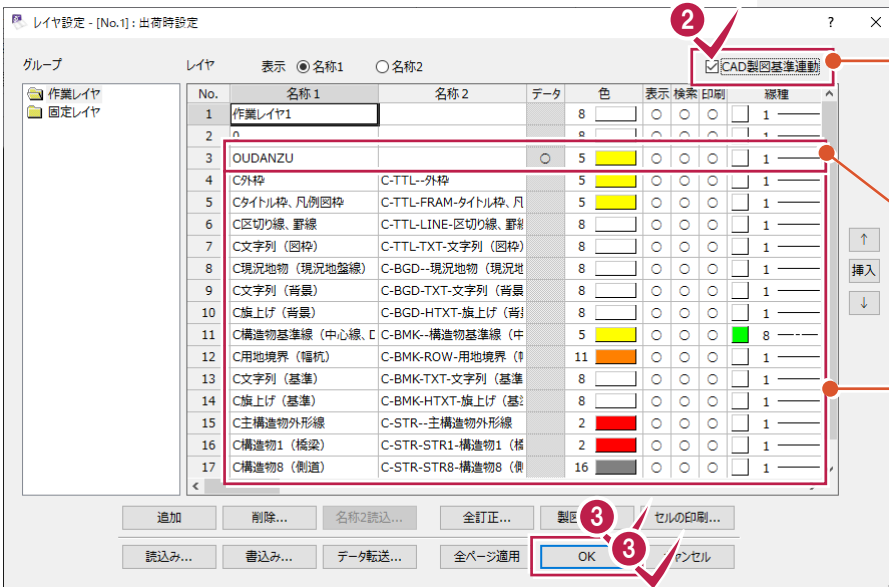 レイヤ設定 - [No.1] : 出荷時設定 ? ×
2
グループ レイヤ 表示 名称1 名称2 CAD製図基準連動
作業レイヤ
固定レイヤ
No. 名称1 名称2 データ 色 表示 検索 印刷 線種
1 作業レイヤ1 8 ○ ○ ○ 1
2 0 8 ○ ○ ○ 1
3 OUDANZU ○ 5 ○ ○ ○ 1
4 C外枠 C-TTL--外枠 5 ○ ○ ○ 1
5 Cタイトル枠、凡例図枠 C-TTL-FRAM-タイトル枠、凡 5 ○ ○ ○ 1
6 C区切り線、罫線 C-TTL-LINE-区切り線、罫 8 ○ ○ ○ 1
7 C文字列（図枠） C-TTL-TXT-文字列（図枠） 8 ○ ○ ○ 1
8 C現況地物（現況地盤線） C-BGD--現況地物（現況地 8 ○ ○ ○ 1
9 C文字列（背景） C-BGD-TXT-文字列（背景 8 ○ ○ ○ 1
10 C旗上げ（背景） C-BGD-HTXT-旗上げ（背 8 ○ ○ ○ 1
11 C構造物基準線（中心線、 C-BMK--構造物基準線（中 5 ○ ○ ○ 8
12 C用地境界（幅杭） C-BMK-ROW-用地境界（ 11 ○ ○ ○ 1
13 C文字列（基準） C-BMK-TXT-文字列（基準 8 ○ ○ ○ 1
14 C旗上げ（基準） C-BMK-HTXT-旗上げ（基 8 ○ ○ ○ 1
15 C主構造物外形線 C-STR--主構造物外形線 2 ○ ○ ○ 1
16 C構造物1（橋梁） C-STR-STR1-構造物1（ 2 ○ ○ ○ 1
17 C構造物8（側道） C-STR-STR8-構造物8（ 16 ○ ○ ○ 1
↑
挿入
↓
追加 削除... 名称2読込... 全訂正... 製図 3 セルの印刷...
読込み... 書込み... データ転送... 全ページ適用 OK 3 ャンセル